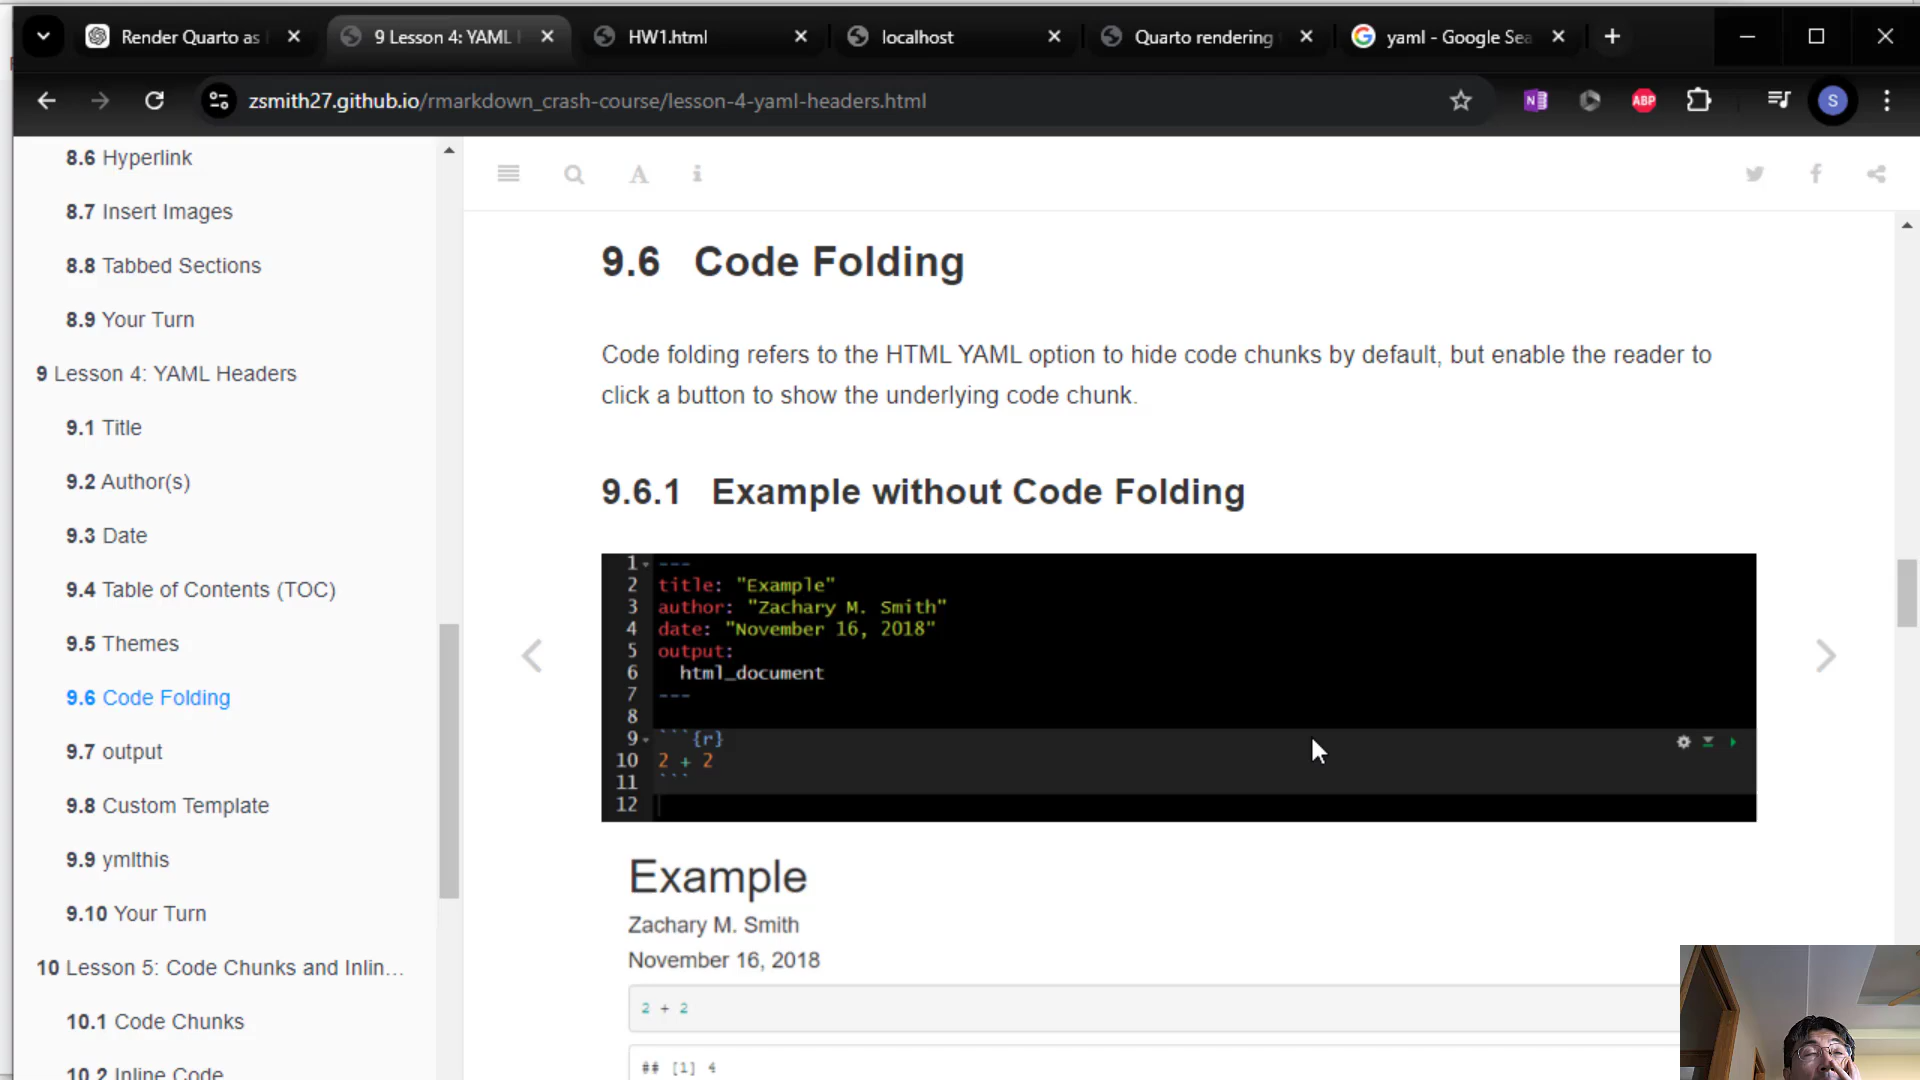 Render Quarto as
9 Lesson 4: YAML
HW1.html
localhost
Quarto rendering
yaml - Google Sea
zsmith27.github.io/rmarkdown_crash-course/lesson-4-yaml-headers.html
N
ABP
S
8.6 Hyperlink
8.7 Insert Images
8.8 Tabbed Sections
8.9 Your Turn
9 Lesson 4: YAML Headers
9.1 Title
9.2 Author(s)
9.3 Date
9.4 Table of Contents (TOC)
9.5 Themes
9.6 Code Folding
9.7 output
9.8 Custom Template
9.9 ymlthis
9.10 Your Turn
10 Lesson 5: Code Chunks and Inlin...
10.1 Code Chunks
10.2 Inline Code
9.6 Code Folding
Code folding refers to the HTML YAML option to hide code chunks by default, but enable the reader to
click a button to show the underlying code chunk.
9.6.1 Example without Code Folding
1 ---
2 title: "Example"
3 author: "Zachary M. Smith"
4 date: "November 16, 2018"
5 output:
6   html_document
7 ---
8
9 ```{r}
10 2 + 2
11 ```
12
Example
Zachary M. Smith
November 16, 2018
2 + 2
## [1] 4